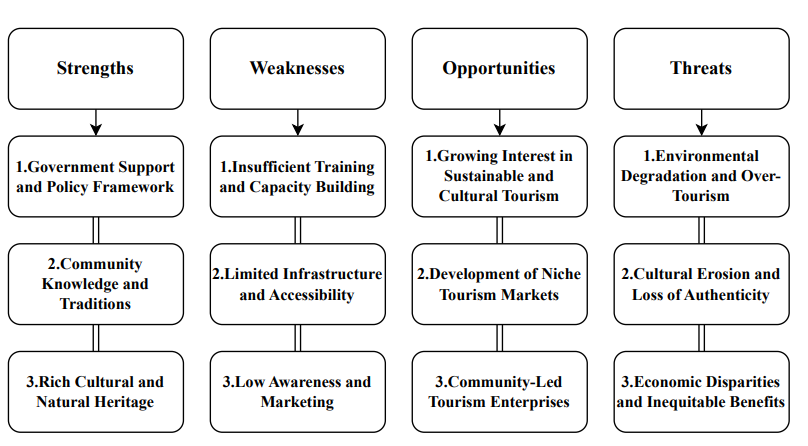 Strengths
Weaknesses
Opportunities
Threats
1.Government Support
and Policy Framework
1.Insufficient Training
and Capacity Building
1.Growing Interest in
Sustainable and
Cultural Tourism
1.Environmental
Degradation and Over-
Tourism
2.Community
Knowledge and
Traditions
2.Limited Infrastructure
and Accessibility
2.Development of Niche
Tourism Markets
2.Cultural Erosion and
Loss of Authenticity
3.Rich Cultural and
Natural Heritage
3.Low Awareness and
Marketing
3.Community-Led
Tourism Enterprises
3.Economic Disparities
and Inequitable Benefits